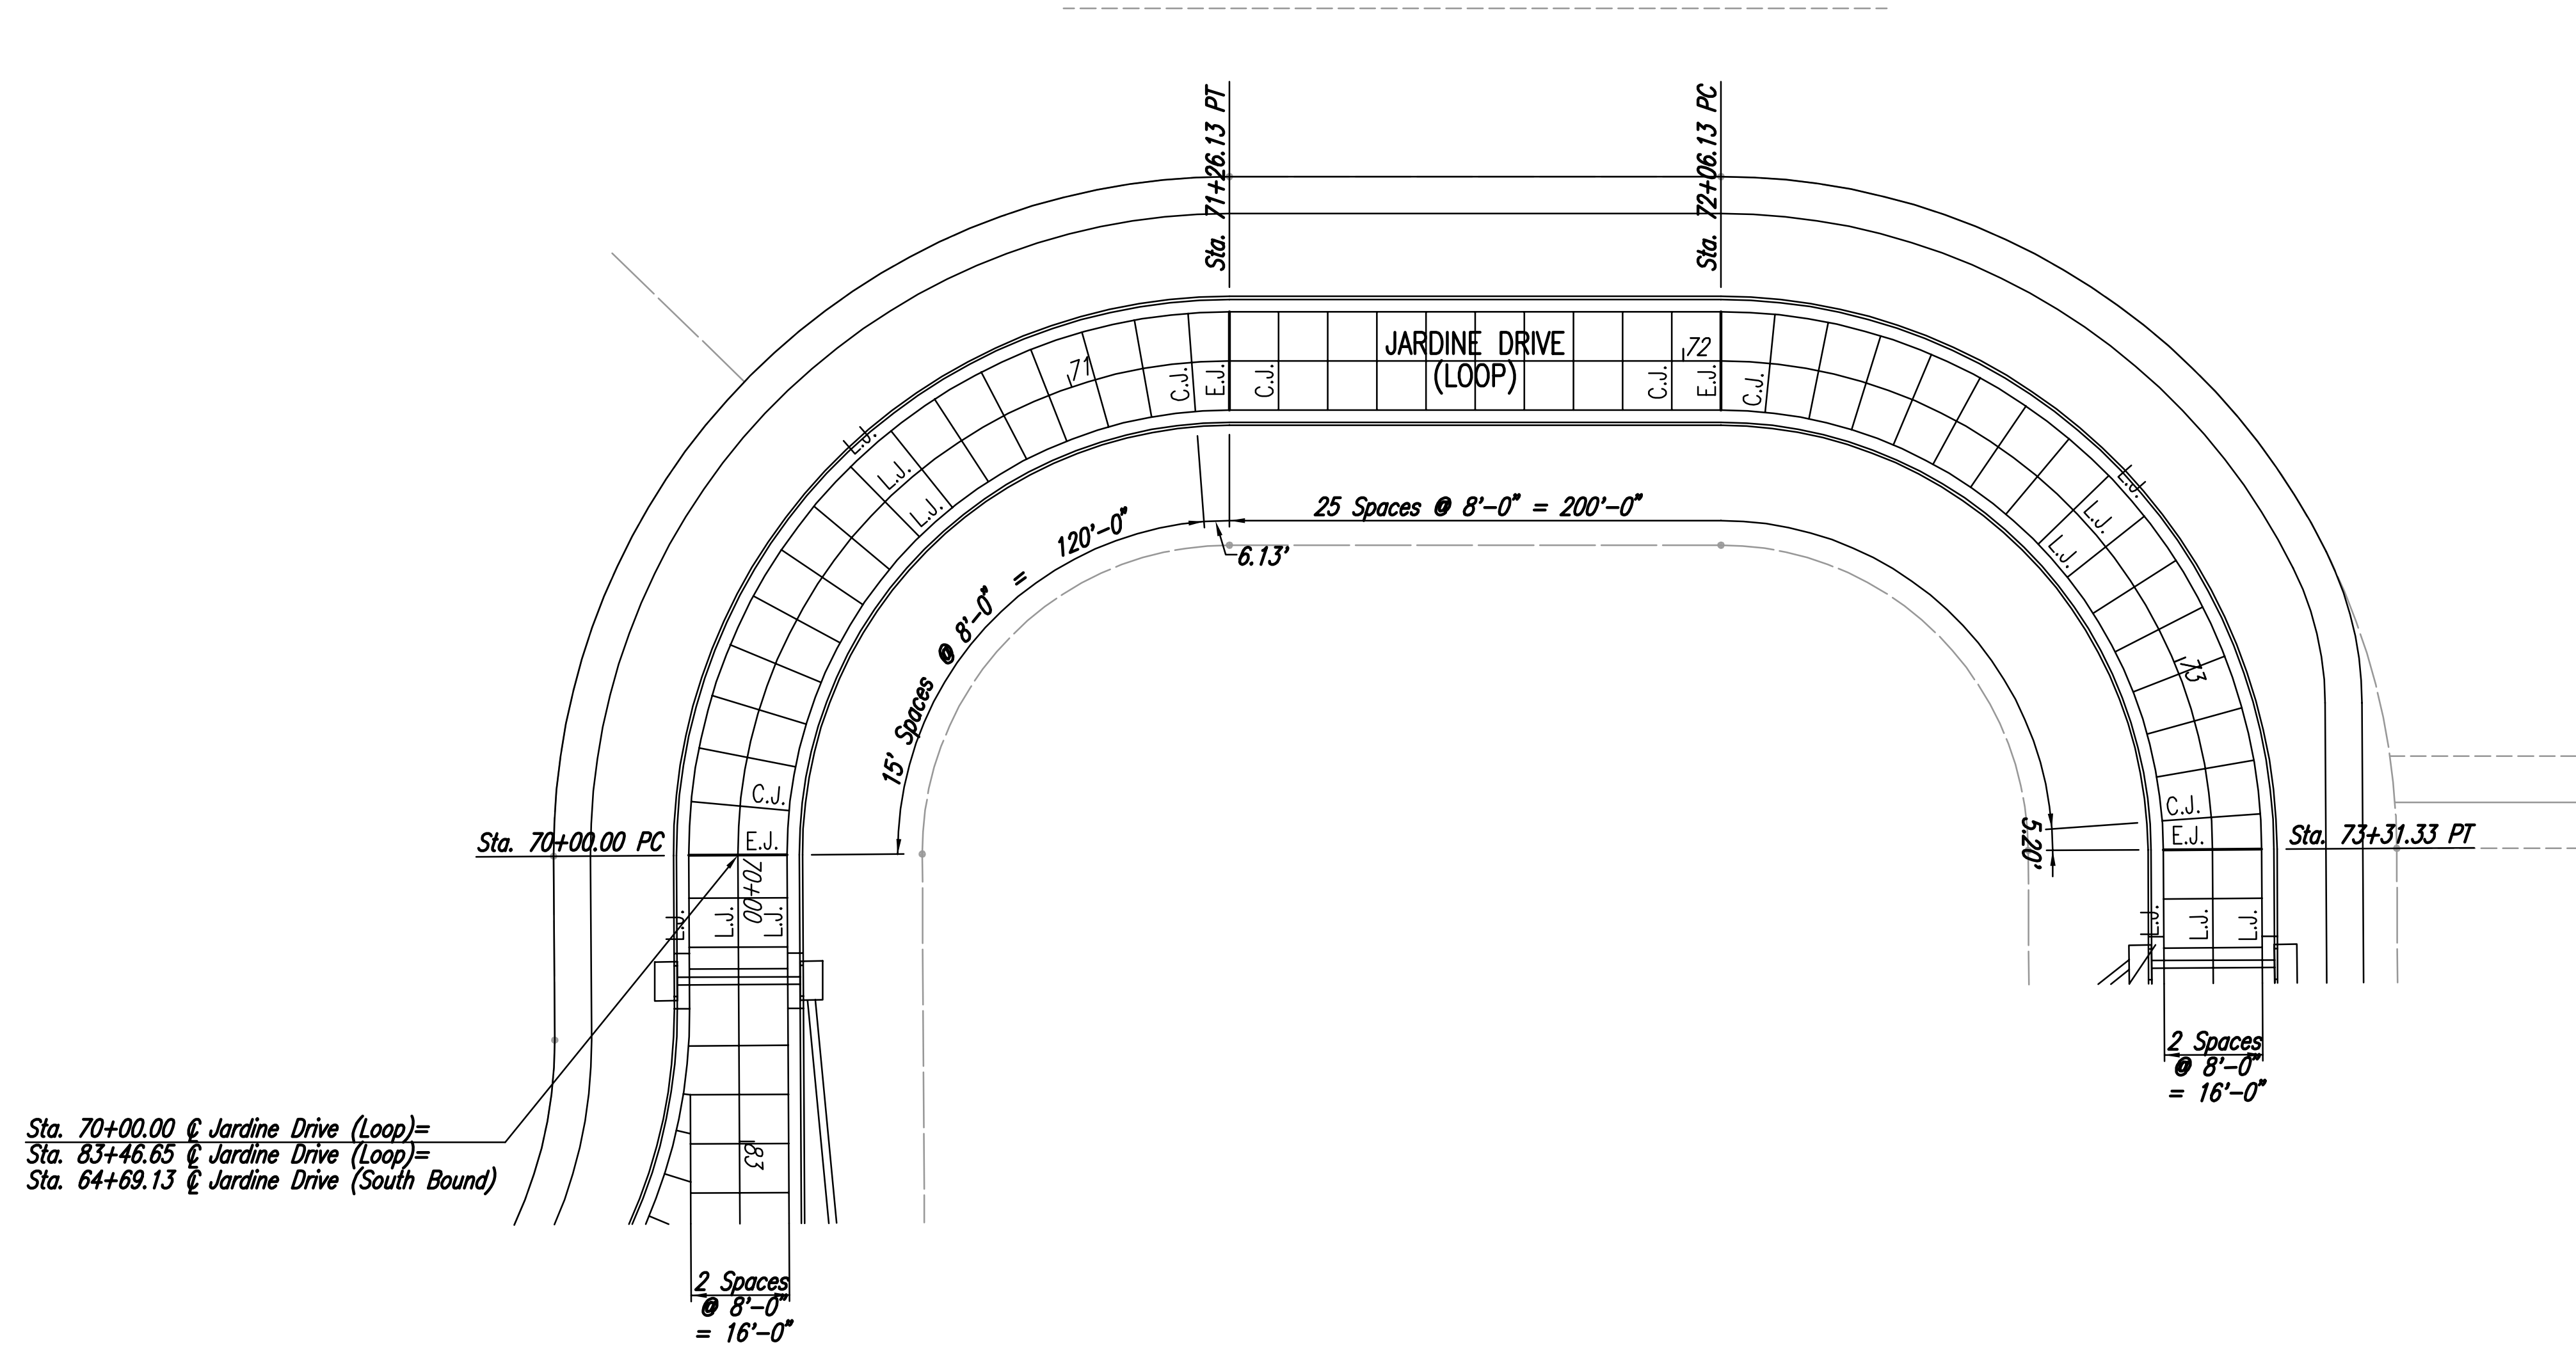 Sta. 71+26.13 PT
Sta. 72+06.13 PC
JARDINE DRIVE
(LOOP)
71
72
73
C.J.
E.J.
C.J.
C.J.
E.J.
C.J.
L.J.
L.J.
L.J.
L.J.
L.J.
L.J.
25 Spaces @ 8'-0" = 200'-0"
15' Spaces @ 8'-0" = 120'-0"
6.13'
5.20'
C.J.
E.J.
C.J.
E.J.
Sta. 70+00.00 PC
Sta. 73+31.33 PT
70+00
L.J.
L.J.
L.J.
L.J.
L.J.
L.J.
2 Spaces
@ 8'-0"
= 16'-0"
Sta. 70+00.00 ℄ Jardine Drive (Loop)=
Sta. 83+46.65 ℄ Jardine Drive (Loop)=
Sta. 64+69.13 ℄ Jardine Drive (South Bound)
83
2 Spaces
@ 8'-0"
= 16'-0"